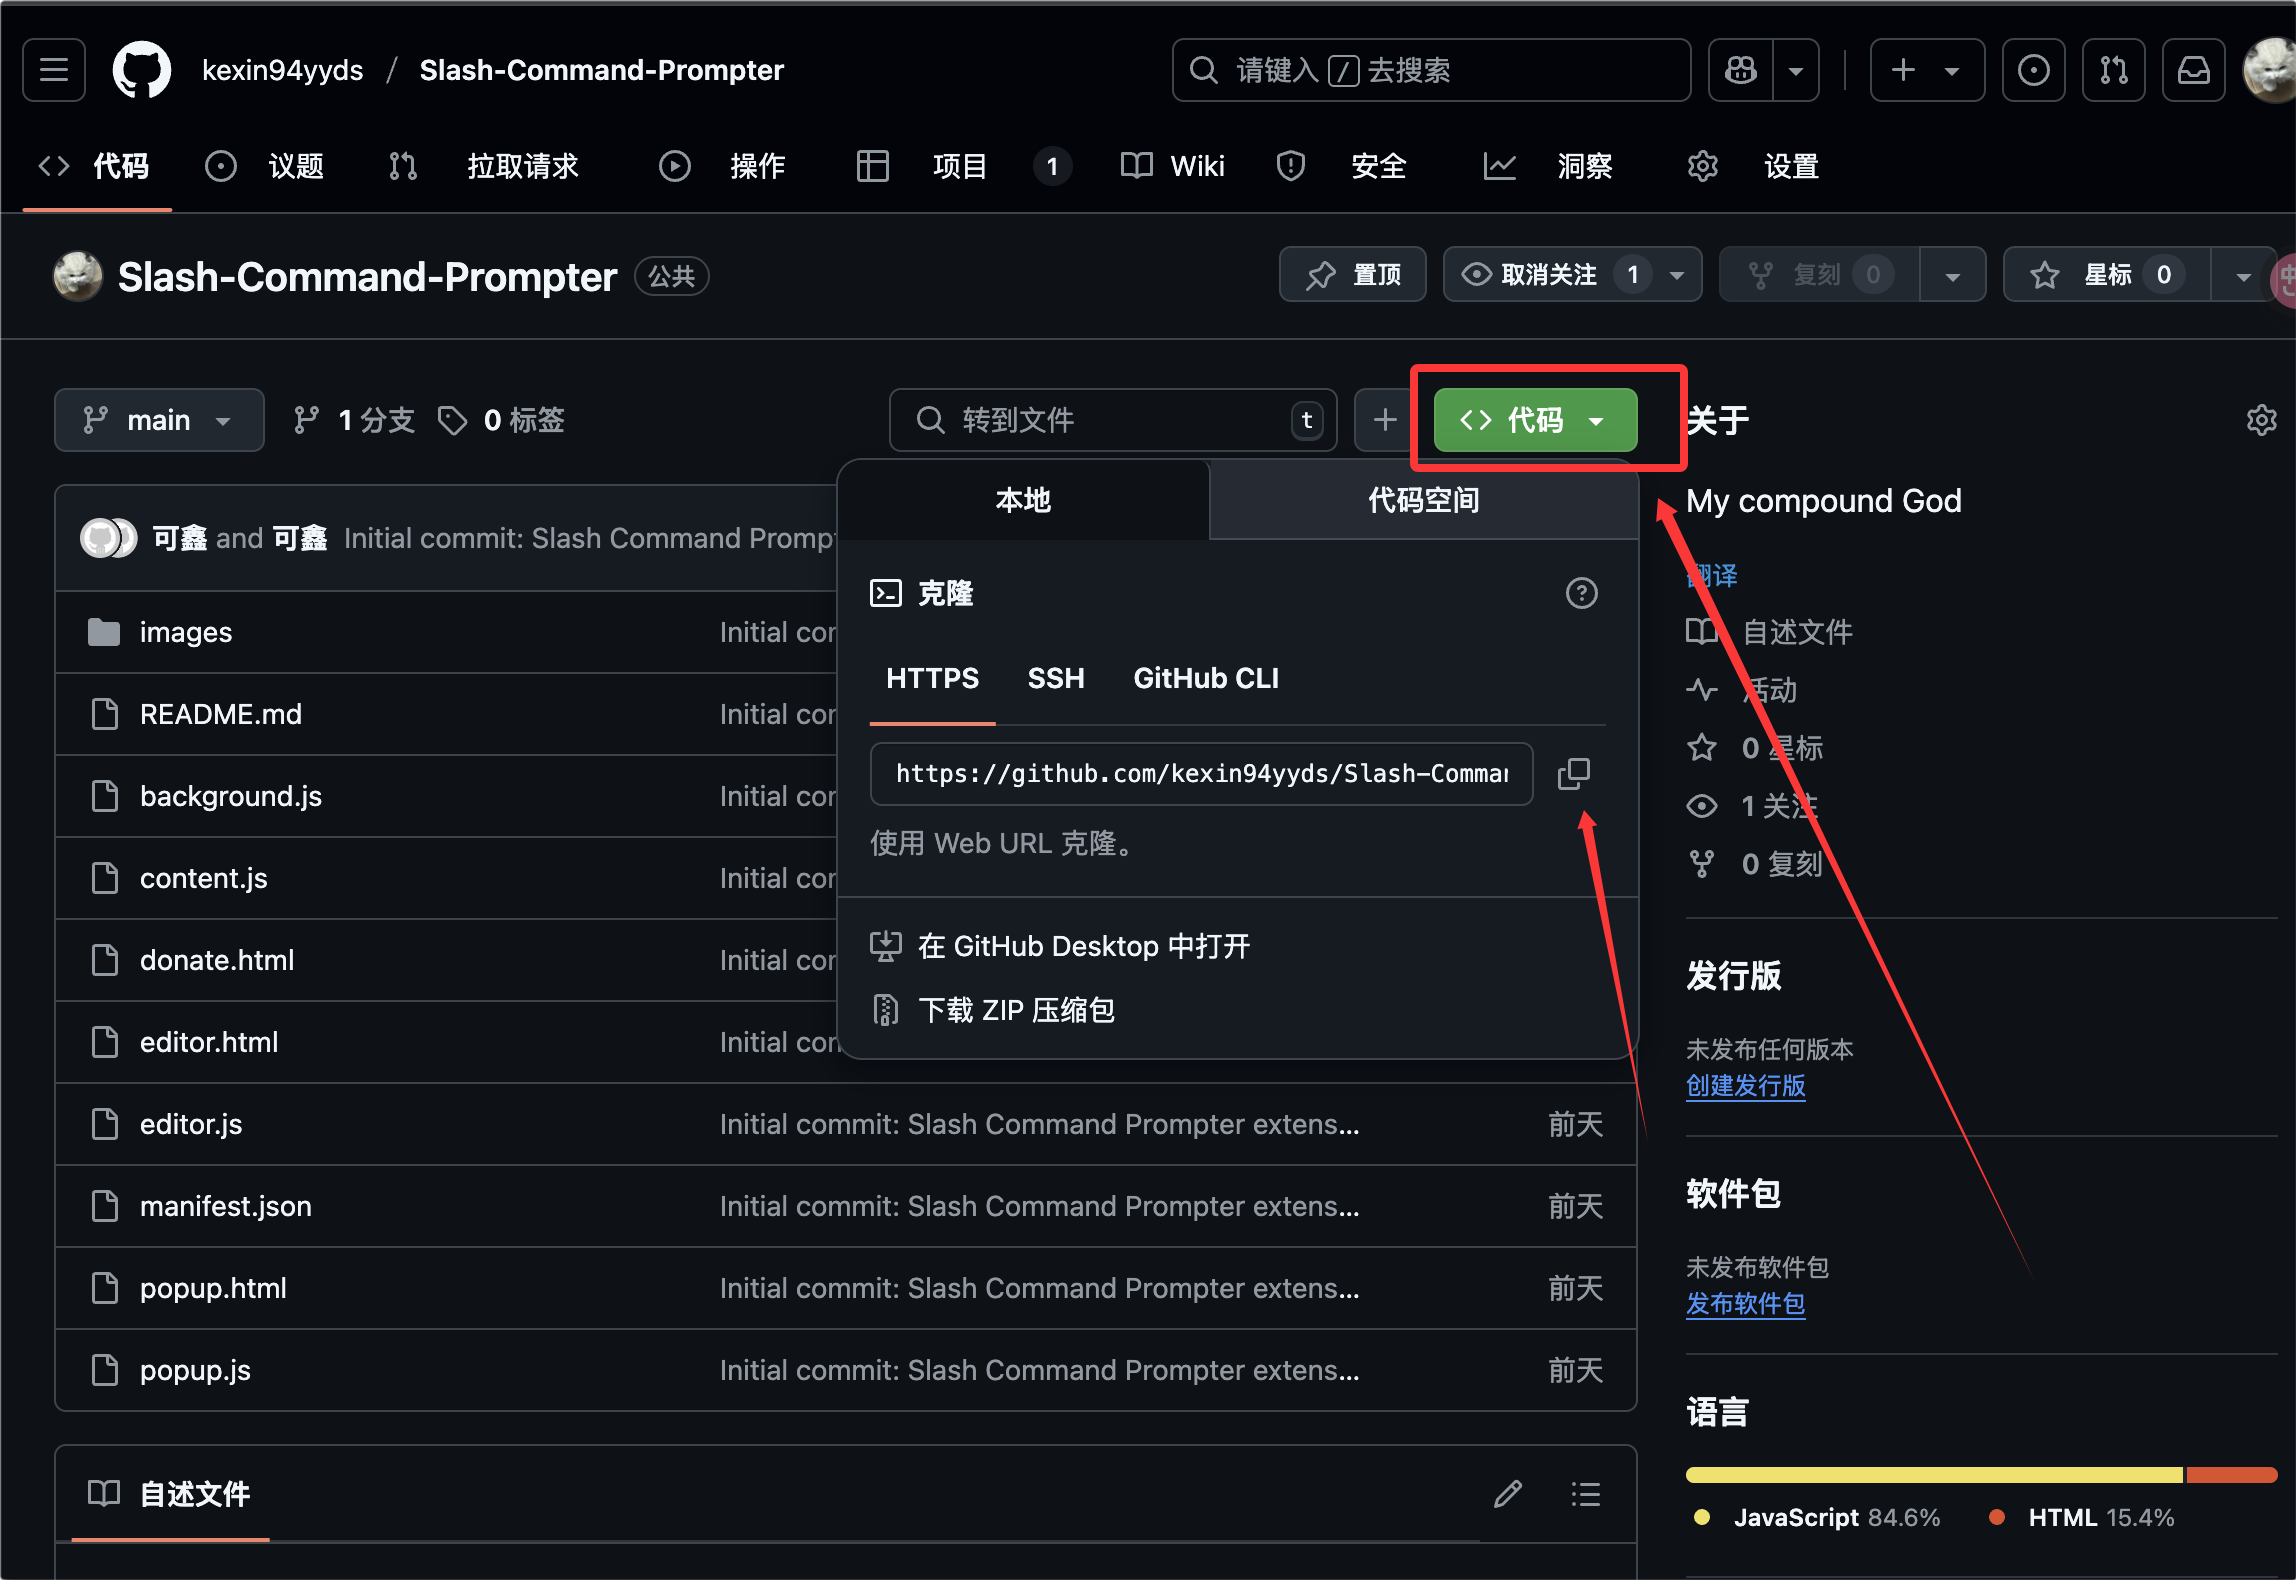 kexin94yyds / Slash-Command-Prompter
请键入 / 去搜索
代码 议题 拉取请求 操作 项目 1 Wiki 安全 洞察 设置
Slash-Command-Prompter 公共
置顶 取消关注 1 复刻 0 星标 0
main 1 分支 0 标签
转到文件 t
代码
本地 代码空间
克隆
HTTPS SSH GitHub CLI
https://github.com/kexin94yyds/Slash-Comman
使用 Web URL 克隆。
在 GitHub Desktop 中打开
下载 ZIP 压缩包
可鑫 and 可鑫 Initial commit: Slash Command Promp
images Initial cor
README.md Initial cor
background.js Initial cor
content.js Initial cor
donate.html Initial cor
editor.html Initial cor
editor.js Initial commit: Slash Command Prompter extens... 前天
manifest.json Initial commit: Slash Command Prompter extens... 前天
popup.html Initial commit: Slash Command Prompter extens... 前天
popup.js Initial commit: Slash Command Prompter extens... 前天
自述文件
关于
My compound God
翻译
自述文件
活动
0 星标
1 关注
0 复刻
发行版
未发布任何版本
创建发行版
软件包
未发布软件包
发布软件包
语言
JavaScript 84.6% HTML 15.4%